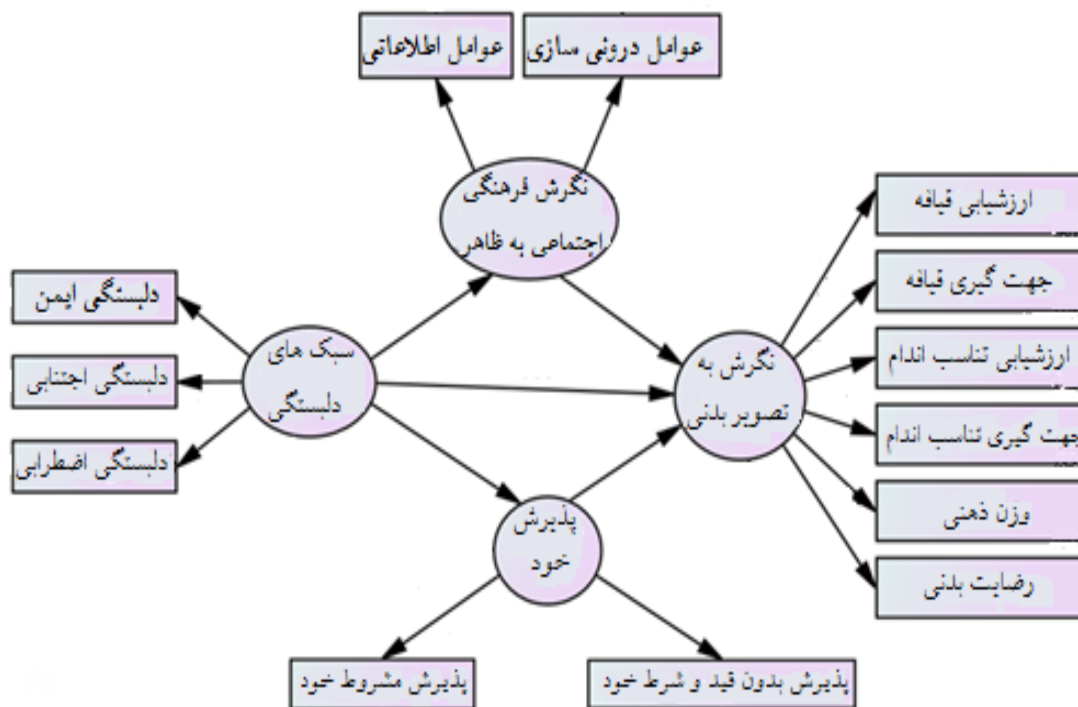 عوامل درونی سازی
عوامل اطلاعاتی
نگرش فرهنگی
اجتماعی به ظاهر
ارزشیابی قیافه
جهت گیری قیافه
ارزشیابی تناسب اندام
جهت گیری تناسب اندام
وزن ذهنی
رضایت بدنی
نگرش به
تصویر بدنی
سبک های
دلبستگی
دلبستگی ایمن
دلبستگی اجتنابی
دلبستگی اضطرابی
پذیرش
خود
پذیرش بدون قید و شرط خود
پذیرش مشروط خود